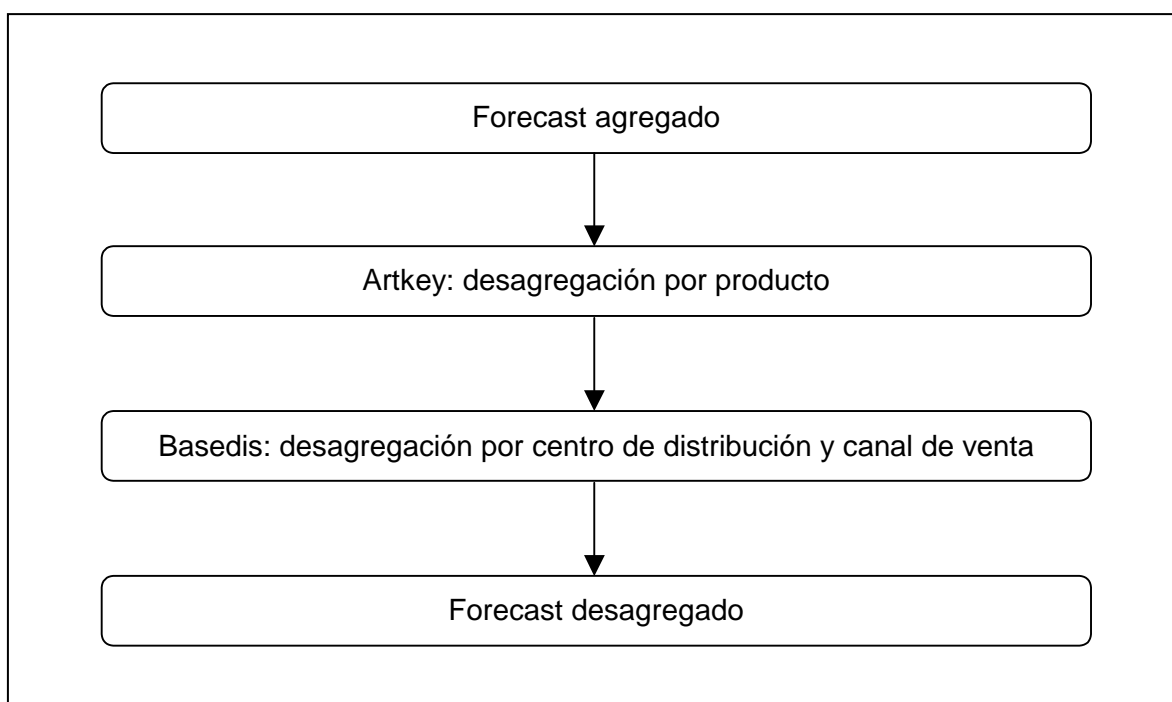 Forecast agregado
Artkey: desagregación por producto
Basedis: desagregación por centro de distribución y canal de venta
Forecast desagregado